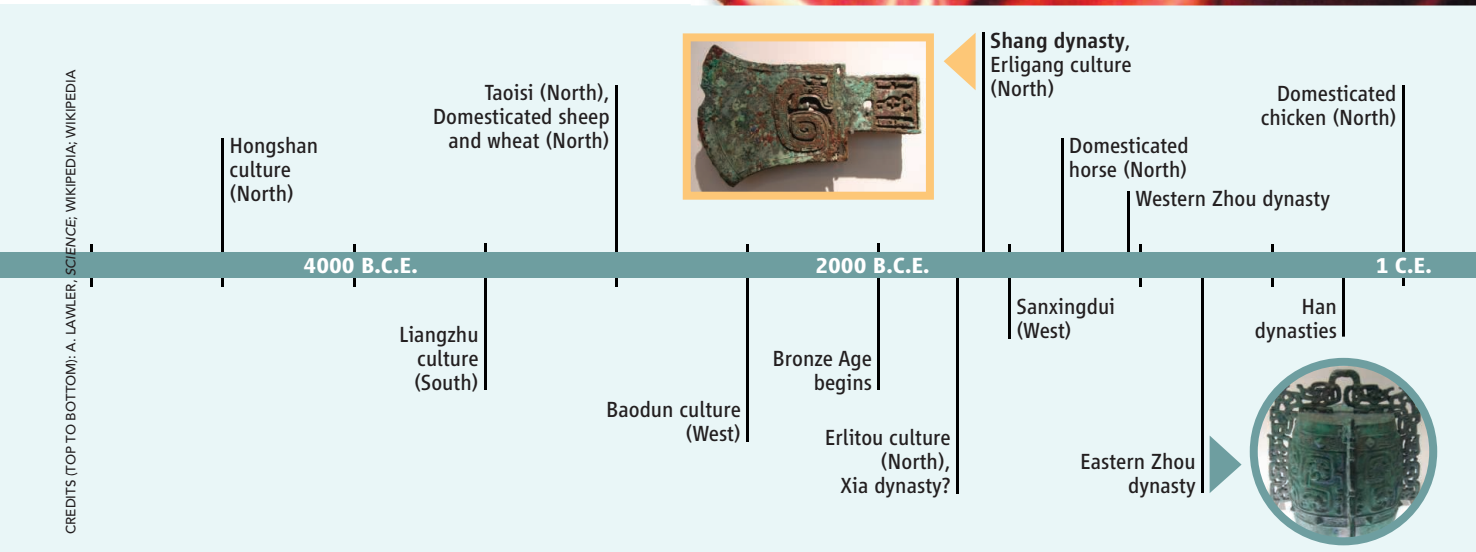 CREDITS (TOP TO BOTTOM): A. LAWLER, SCIENCE; WIKIPEDIA; WIKIPEDIA
Hongshan
culture
(North)
Taoisi (North),
Domesticated sheep
and wheat (North)
Shang dynasty,
Erligang culture
(North)
Domesticated
horse (North)
Western Zhou dynasty
Domesticated
chicken (North)
4000 B.C.E.
2000 B.C.E.
1 C.E.
Liangzhu
culture
(South)
Baodun culture
(West)
Bronze Age
begins
Erlitou culture
(North),
Xia dynasty?
Sanxingdui
(West)
Eastern Zhou
dynasty
Han
dynasties